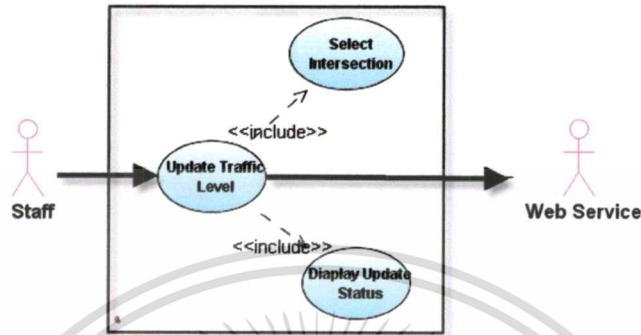 Select
Intersection
<<include>>
Update Traffic
Level
Staff
Web Service
<<include>>
Diaplay Update
Status